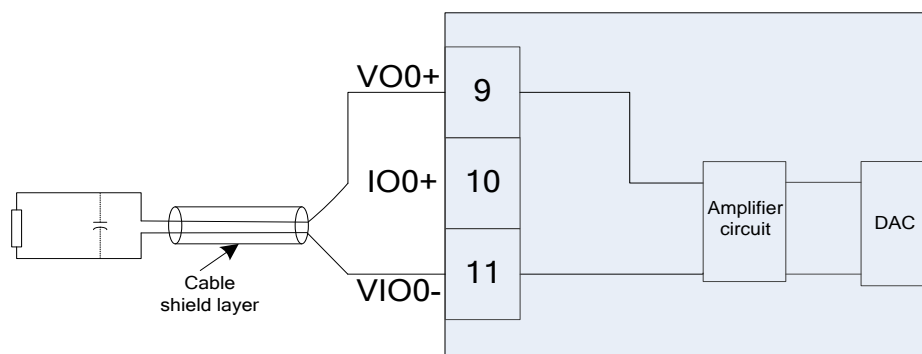 VO0+
9
IO0+
10
Amplifier
circuit
DAC
VIO0-
11
Cable
shield layer